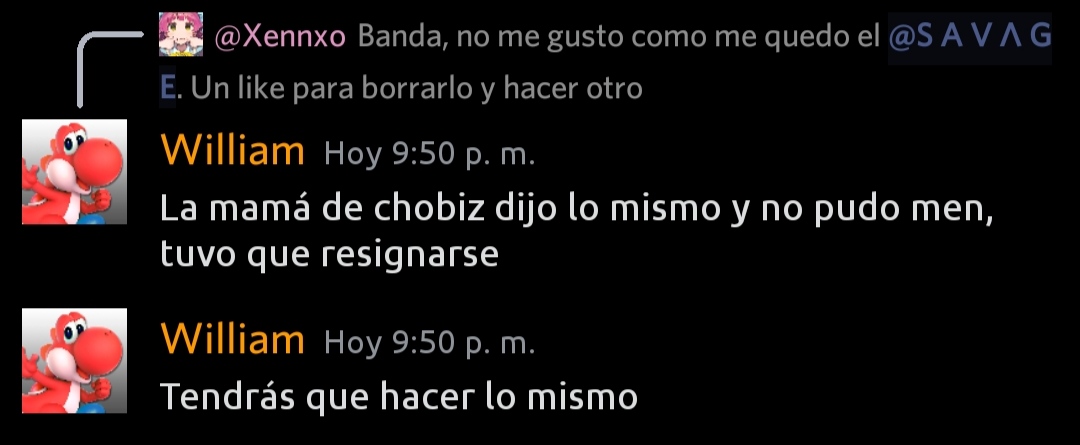 @Xennxo Banda, no me gusto como me quedo el @S A V Λ G
E. Un like para borrarlo y hacer otro
William Hoy 9:50 p. m.
La mamá de chobiz dijo lo mismo y no pudo men,
tuvo que resignarse
William Hoy 9:50 p. m.
Tendrás que hacer lo mismo